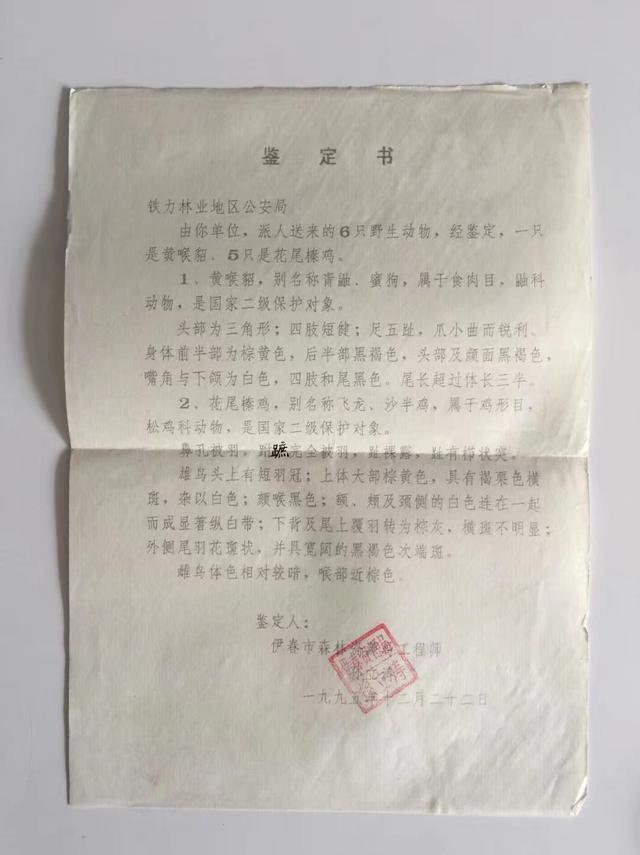 鉴 定 书
铁力林业地区公安局
由你单位，派人送来的6只野生动物，经鉴定，一只
是黄喉貂、5只是花尾榛鸡。
1、黄喉貂，别名称青鼬、蜜狗，属于食肉目，鼬科
动物，是国家二级保护对象。
头部为三角形；四肢短健；足五趾，爪小曲而锐利。
身体前半部为棕黄色，后半部黑褐色，头部及颜面黑褐色，
嘴角与下颌为白色，四肢和尾黑色。尾长超过体长三半。
2、花尾榛鸡，别名称飞龙、沙半鸡，属于鸡形目，
松鸡科动物，是国家二级保护对象。
鼻孔被羽。跗蹠完全被羽，趾裸露，趾有栉状突。
雄鸟头上有短羽冠；上体大部棕黄色，具有褐栗色横
斑，杂以白色；颏喉黑色；额、颊及颈侧的白色连在一起
而成显著纵白带；下背及尾上覆羽转为棕灰，横斑不明显；
外侧尾羽花斑状，并具宽阔的黑褐色次端斑。
雌鸟体色相对较暗，喉部近棕色。
鉴定人：
伊春市森林 工程师
一九九五年十二月二十二日